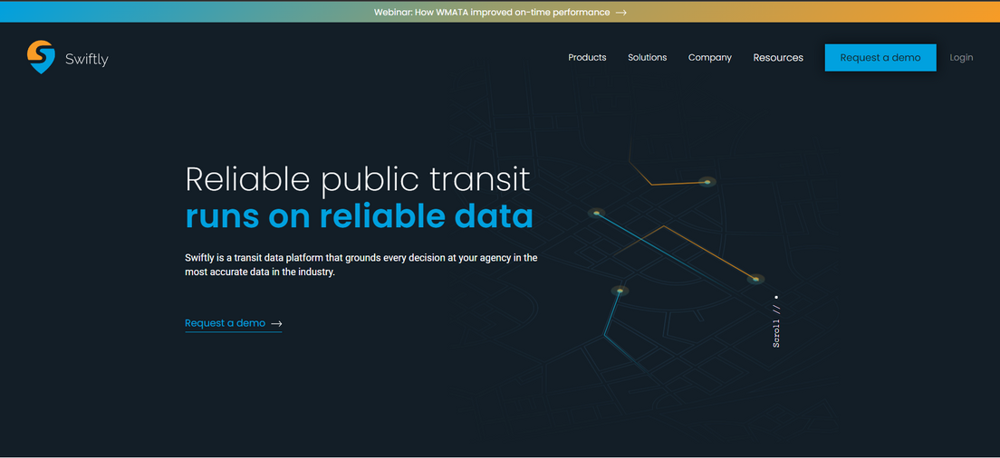 Webinar: How WMATA improved on-time performance
Swiftly
Products Solutions Company Resources Request a demo Login
Reliable public transit
runs on reliable data
Swiftly is a transit data platform that grounds every decision at your agency in the
most accurate data in the industry.
Request a demo
Scroll //